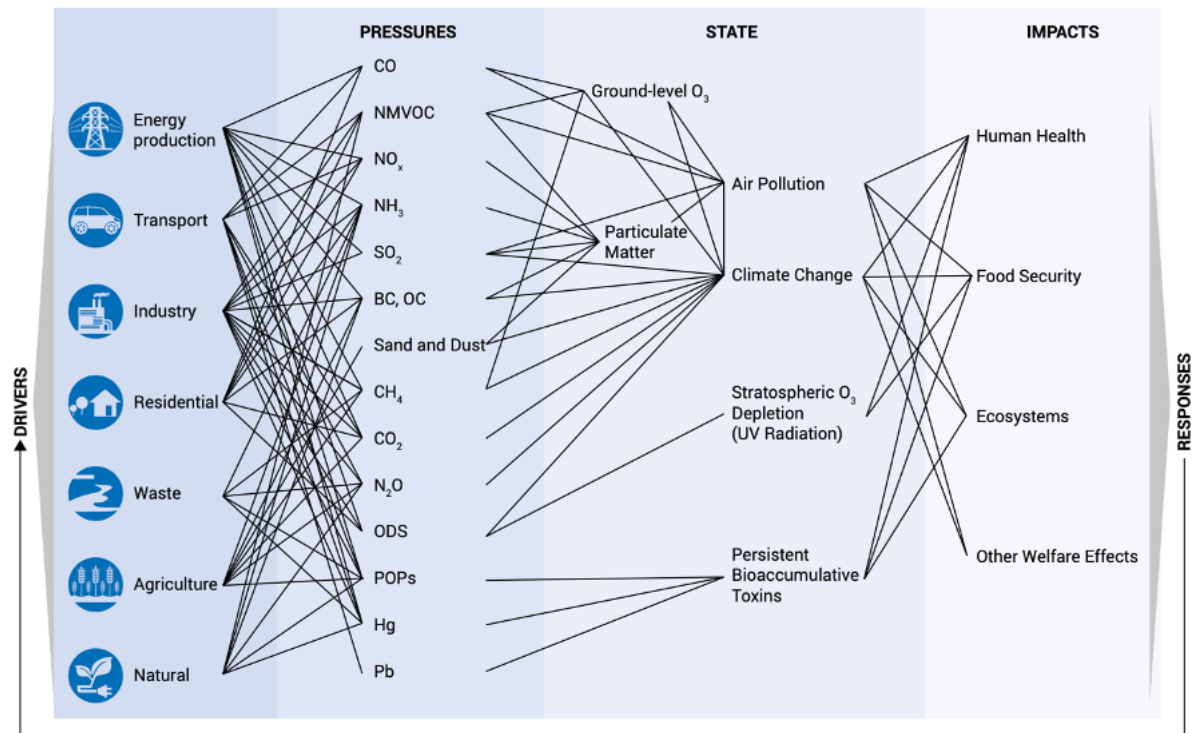 PRESSURES
STATE
IMPACTS
DRIVERS
Energy
production
Transport
Industry
Residential
Waste
Agriculture
Natural
CO
NMVOC
NOₓ
NH₃
SO₂
BC, OC
Sand and Dust
CH₄
CO₂
N₂O
ODS
POPs
Hg
Pb
Ground-level O₃
Air Pollution
Particulate
Matter
Climate Change
Stratospheric O₃
Depletion
(UV Radiation)
Persistent
Bioaccumulative
Toxins
Human Health
Food Security
Ecosystems
Other Welfare Effects
RESPONSES